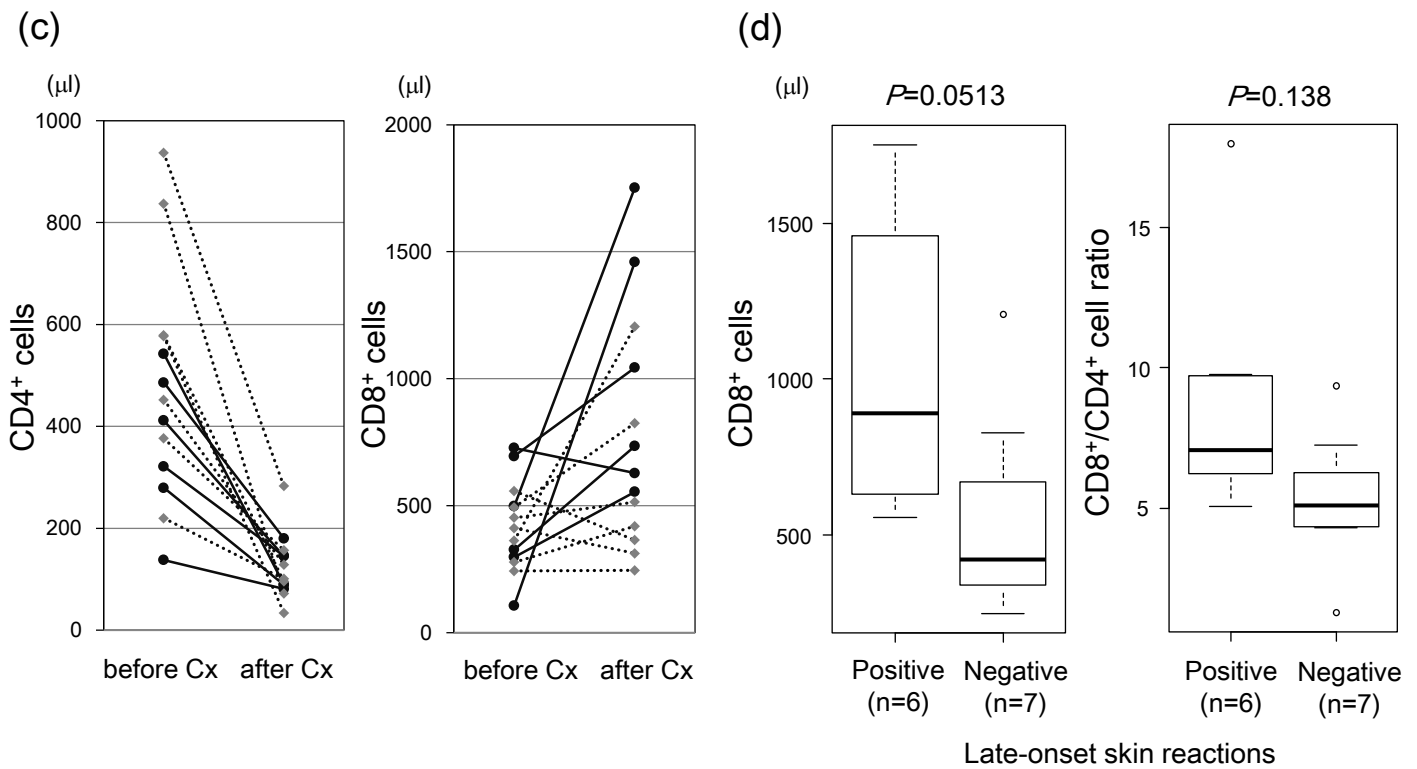 (c)
(μl)
CD4⁺ cells
1000
800
600
400
200
0
before Cx
after Cx
(μl)
CD8⁺ cells
2000
1500
1000
500
0
before Cx
after Cx
(d)
(μl)
P=0.0513
CD8⁺ cells
1500
1000
500
Positive
(n=6)
Negative
(n=7)
P=0.138
CD8⁺/CD4⁺ cell ratio
15
10
5
Positive
(n=6)
Negative
(n=7)
Late-onset skin reactions